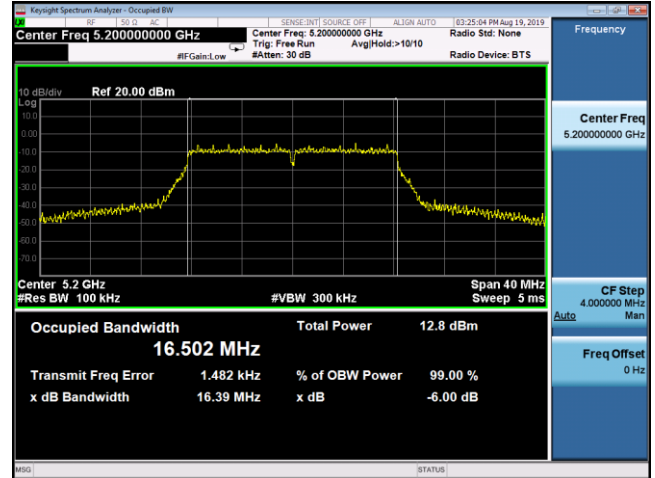 Keysight Spectrum Analyzer - Occupied BW
RF 50 Ω AC SENSE:INT SOURCE OFF ALIGN AUTO 03:25:04 PM Aug 19, 2019
Center Freq 5.200000000 GHz
Center Freq: 5.200000000 GHz Radio Std: None
Trig: Free Run Avg|Hold:>10/10
#IFGain:Low #Atten: 30 dB Radio Device: BTS
Frequency
10 dB/div Ref 20.00 dBm
Log
10.0
0.00
-10.0
-20.0
-30.0
-40.0
-50.0
-60.0
-70.0
Center 5.2 GHz Span 40 MHz
#Res BW 100 kHz #VBW 300 kHz Sweep 5 ms
Occupied Bandwidth Total Power 12.8 dBm
16.502 MHz
Transmit Freq Error 1.482 kHz % of OBW Power 99.00 %
x dB Bandwidth 16.39 MHz x dB -6.00 dB
Center Freq
5.200000000 GHz
CF Step
4.000000 MHz
Auto Man
Freq Offset
0 Hz
MSG STATUS